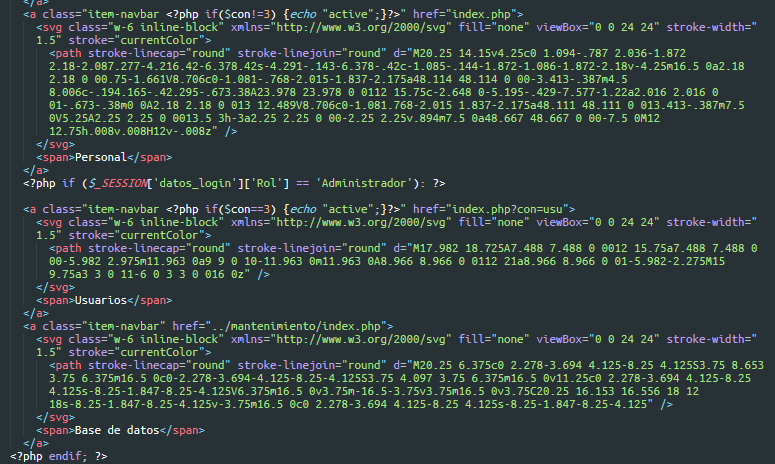 </a>
<a class="item-navbar <?php if($con!=3) {echo "active";}?>" href="index.php">
<svg class="w-6 inline-block" xmlns="http://www.w3.org/2000/svg" fill="none" viewBox="0 0 24 24" stroke-width="
1.5" stroke="currentColor">
<path stroke-linecap="round" stroke-linejoin="round" d="M20.25 14.15v4.25c0 1.094-.787 2.036-1.872
2.18-2.087.277-4.216.42-6.378.42s-4.291-.143-6.378-.42c-1.085-.144-1.872-1.086-1.872-2.18v-4.25m16.5 0a2.18
2.18 0 00.75-1.661V8.706c0-1.081-.768-2.015-1.837-2.175a48.114 48.114 0 00-3.413-.387m4.5
8.006c-.194.165-.42.295-.673.38A23.978 23.978 0 0112 15.75c-2.648 0-5.195-.429-7.577-1.22a2.016 2.016 0
01-.673-.38m0 0A2.18 2.18 0 013 12.489V8.706c0-1.081.768-2.015 1.837-2.175a48.111 48.111 0 013.413-.387m7.5
0V5.25A2.25 2.25 0 0013.5 3h-3a2.25 2.25 0 00-2.25 2.25v.894m7.5 0a48.667 48.667 0 00-7.5 0M12
12.75h.008v.008H12v-.008z" />
</svg>
<span>Personal</span>
</a>
<?php if ($_SESSION['datos_login']['Rol'] == 'Administrador'): ?>
<a class="item-navbar <?php if($con==3) {echo "active";}?>" href="index.php?con=usu">
<svg class="w-6 inline-block" xmlns="http://www.w3.org/2000/svg" fill="none" viewBox="0 0 24 24" stroke-width="
1.5" stroke="currentColor">
<path stroke-linecap="round" stroke-linejoin="round" d="M17.982 18.725A7.488 7.488 0 0012 15.75a7.488 7.488 0
00-5.982 2.975m11.963 0a9 9 0 10-11.963 0m11.963 0A8.966 8.966 0 0112 21a8.966 8.966 0 01-5.982-2.275M15
9.75a3 3 0 11-6 0 3 3 0 016 0z" />
</svg>
<span>Usuarios</span>
</a>
<a class="item-navbar" href="../mantenimiento/index.php">
<svg class="w-6 inline-block" xmlns="http://www.w3.org/2000/svg" fill="none" viewBox="0 0 24 24" stroke-width="
1.5" stroke="currentColor">
<path stroke-linecap="round" stroke-linejoin="round" d="M20.25 6.375c0 2.278-3.694 4.125-8.25 4.125S3.75 8.653
3.75 6.375m16.5 0c0-2.278-3.694-4.125-8.25-4.125S3.75 4.097 3.75 6.375m16.5 0v11.25c0 2.278-3.694 4.125-8.25
4.125s-8.25-1.847-8.25-4.125V6.375m16.5 0v3.75m-16.5-3.75v3.75m16.5 0v3.75C20.25 16.153 16.556 18 12
18s-8.25-1.847-8.25-4.125v-3.75m16.5 0c0 2.278-3.694 4.125-8.25 4.125s-8.25-1.847-8.25-4.125" />
</svg>
<span>Base de datos</span>
</a>
<?php endif; ?>